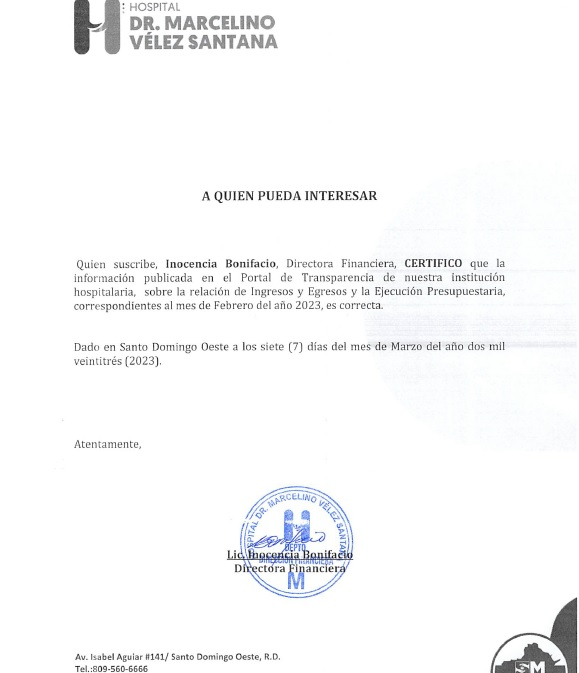 HOSPITAL
DR. MARCELINO
VÉLEZ SANTANA
A QUIEN PUEDA INTERESAR
Quien suscribe, Inocencia Bonifacio, Directora Financiera, CERTIFICO que la
información publicada en el Portal de Transparencia de nuestra institución
hospitalaria, sobre la relación de Ingresos y Egresos y la Ejecución Presupuestaria,
correspondientes al mes de Febrero del año 2023, es correcta.
Dado en Santo Domingo Oeste a los siete (7) días del mes de Marzo del año dos mil
veintitrés (2023).
Atentamente,
HOSPITAL DR. MARCELINO VÉLEZ SANTANA
DEPTO
Lic. Inocencia Bonifacio
DIRECCIÓN FINANCIERA
Directora Financiera
M
Av. Isabel Aguiar #141/ Santo Domingo Oeste, R.D.
Tel.:809-560-6666
SM